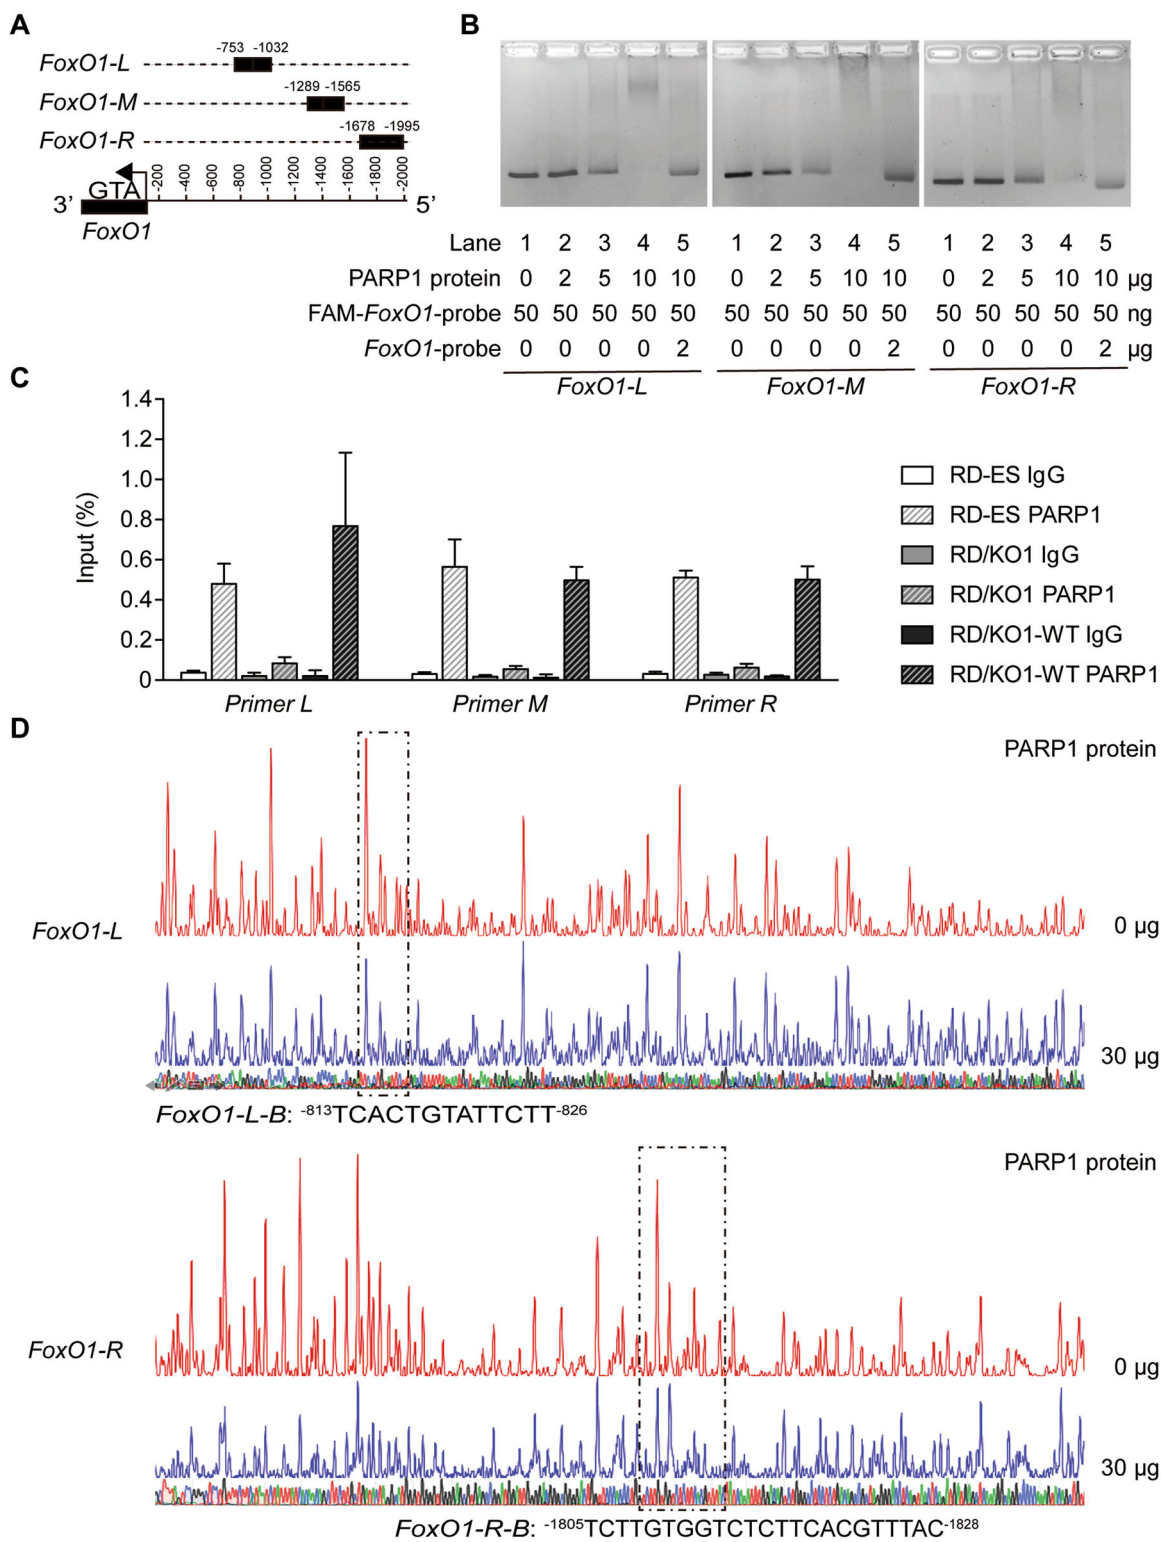 A
-753 -1032
FoxO1-L
-1289 -1565
FoxO1-M
-1678 -1995
FoxO1-R
-200 -400 -600 -800 -1000 -1200 -1400 -1600 -1800 -2000
GTA
3’ 5’
FoxO1
B
Lane 1 2 3 4 5 1 2 3 4 5 1 2 3 4 5
PARP1 protein 0 2 5 10 10 0 2 5 10 10 0 2 5 10 10 µg
FAM-FoxO1-probe 50 50 50 50 50 50 50 50 50 50 50 50 50 50 50 ng
FoxO1-probe 0 0 0 0 2 0 0 0 0 2 0 0 0 0 2 µg
FoxO1-L FoxO1-M FoxO1-R
C
1.4
1.2
1.0
0.8
0.6
0.4
0.2
0
Input (%)
Primer L Primer M Primer R
RD-ES IgG
RD-ES PARP1
RD/KO1 IgG
RD/KO1 PARP1
RD/KO1-WT IgG
RD/KO1-WT PARP1
D
PARP1 protein
FoxO1-L
0 µg
30 µg
FoxO1-L-B: -813TCACTGTATTCTT-826
PARP1 protein
FoxO1-R
0 µg
30 µg
FoxO1-R-B: -1805TCTTGTGGTCTCTTCACGTTTAC-1828